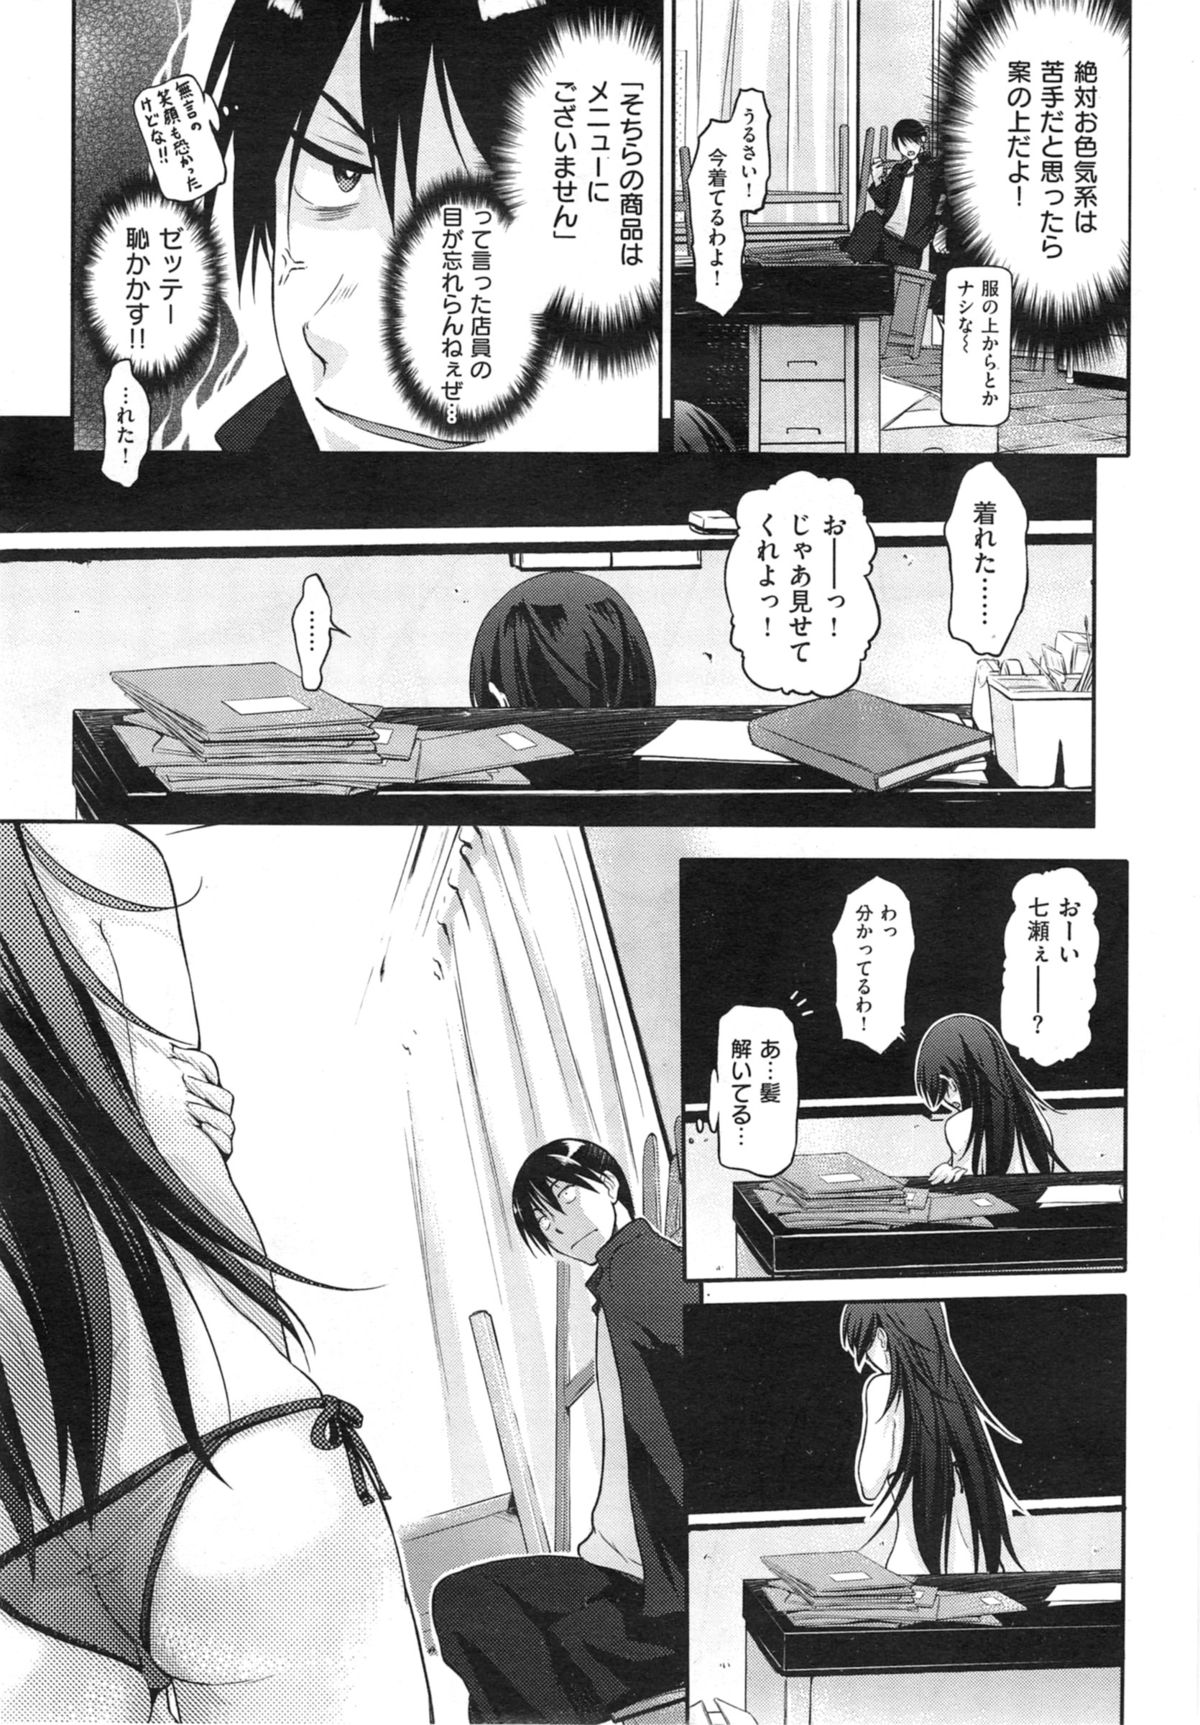 絶対お色気系は
苦手だと思ったら
案の上だよ！
服の上からとか
ナシな〜
うるさい！
今着てるわよ！
「そちらの商品は
メニューに
ございません」
って言った店員の
目が忘れらんねぇぜ…
無言の
笑顔も恐かった
けどな!!
ゼッテー
恥かかす!!
…れた！
着れた……
おーっ！
じゃあ見せて
くれよっ！
……
おーい
七瀬ぇー？
わっ
分かってるわ！
あ…髪
解いてる…